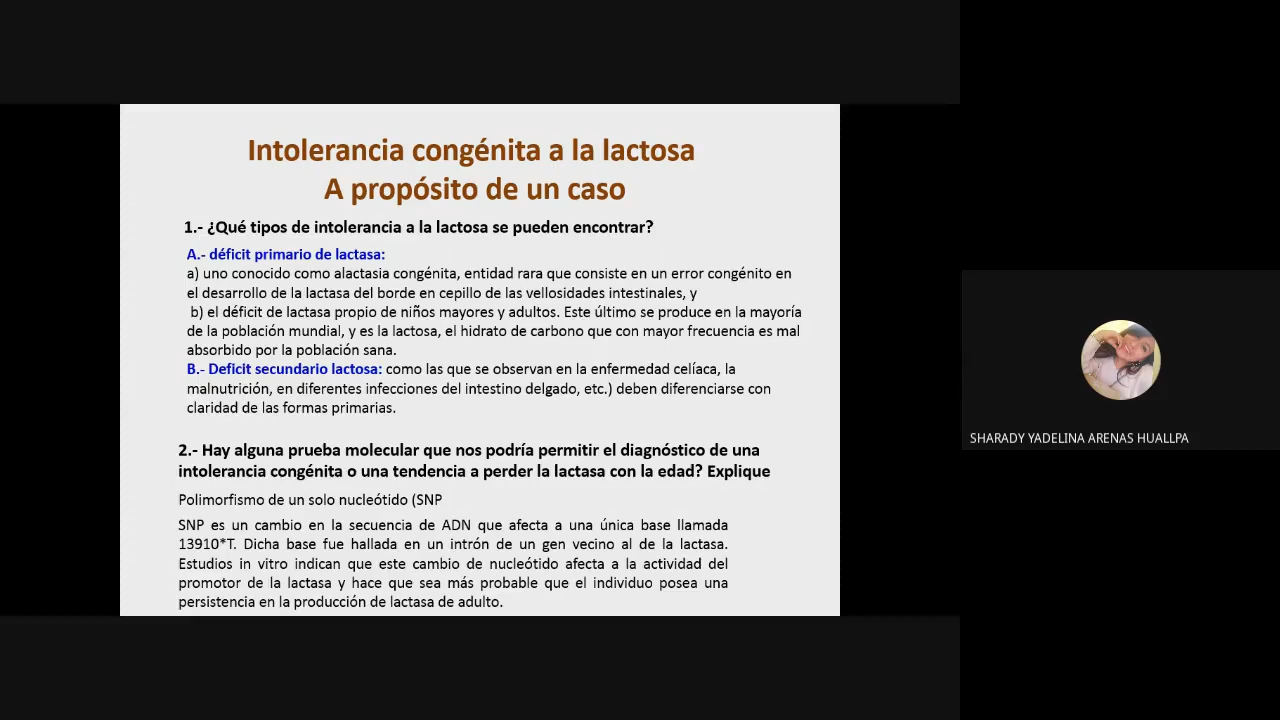 Intolerancia congénita a la lactosa
A propósito de un caso
1.- ¿Qué tipos de intolerancia a la lactosa se pueden encontrar?
A.- déficit primario de lactasa:
a) uno conocido como alactasia congénita, entidad rara que consiste en un error congénito en
el desarrollo de la lactasa del borde en cepillo de las vellosidades intestinales, y
b) el déficit de lactasa propio de niños mayores y adultos. Este último se produce en la mayoría
de la población mundial, y es la lactosa, el hidrato de carbono que con mayor frecuencia es mal
absorbido por la población sana.
B.- Deficit secundario lactosa: como las que se observan en la enfermedad celíaca, la
malnutrición, en diferentes infecciones del intestino delgado, etc.) deben diferenciarse con
claridad de las formas primarias.
2.- Hay alguna prueba molecular que nos podría permitir el diagnóstico de una
intolerancia congénita o una tendencia a perder la lactasa con la edad? Explique
Polimorfismo de un solo nucleótido (SNP
SNP es un cambio en la secuencia de ADN que afecta a una única base llamada
13910*T. Dicha base fue hallada en un intrón de un gen vecino al de la lactasa.
Estudios in vitro indican que este cambio de nucleótido afecta a la actividad del
promotor de la lactasa y hace que sea más probable que el individuo posea una
persistencia en la producción de lactasa de adulto.
SHARADY YADELINA ARENAS HUALLPA